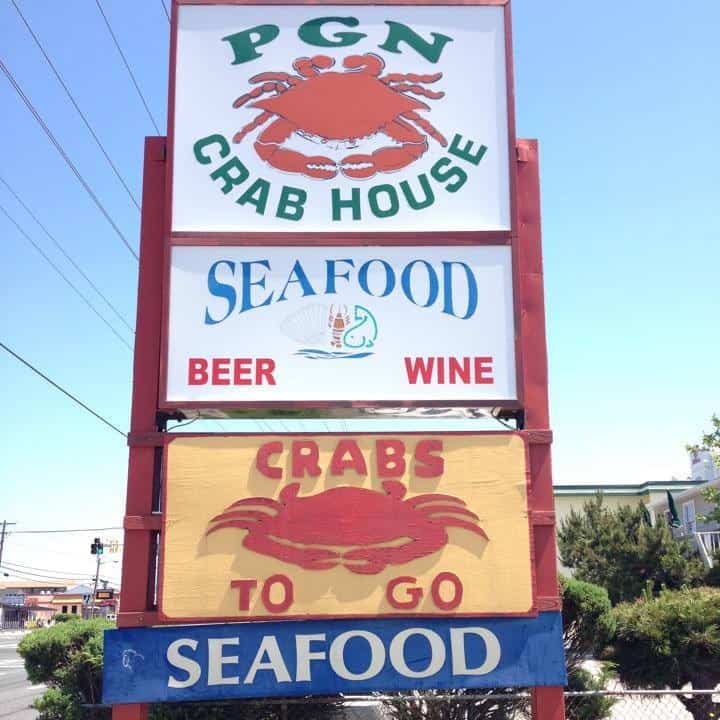 PGN
CRAB HOUSE
SEAFOOD
BEER WINE
CRABS
TO GO
SEAFOOD